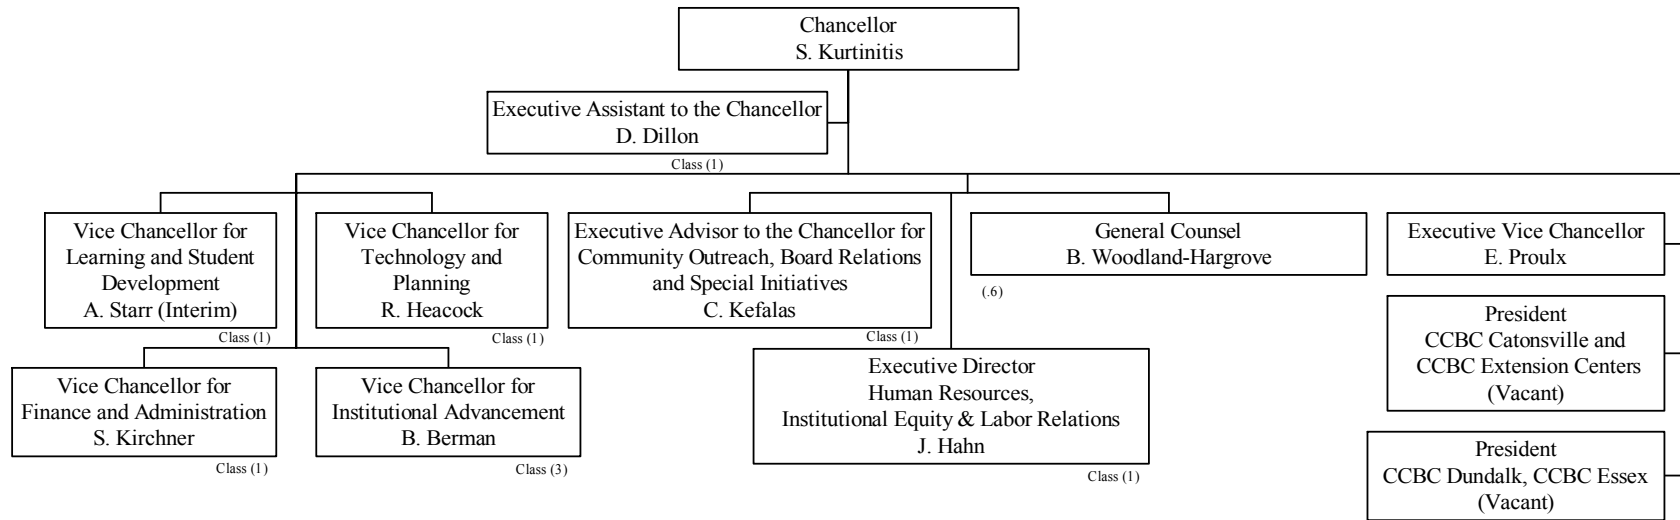 Chancellor
S. Kurtinitis
Executive Assistant to the Chancellor
D. Dillon
Class (1)
Vice Chancellor for
Learning and Student
Development
A. Starr (Interim)
Class (1)
Vice Chancellor for
Technology and
Planning
R. Heacock
Class (1)
Executive Advisor to the Chancellor for
Community Outreach, Board Relations
and Special Initiatives
C. Kefalas
Class (1)
General Counsel
B. Woodland-Hargrove
(.6)
Executive Vice Chancellor
E. Proulx
Vice Chancellor for
Finance and Administration
S. Kirchner
Class (1)
Vice Chancellor for
Institutional Advancement
B. Berman
Class (3)
Executive Director
Human Resources,
Institutional Equity & Labor Relations
J. Hahn
Class (1)
President
CCBC Catonsville and
CCBC Extension Centers
(Vacant)
President
CCBC Dundalk, CCBC Essex
(Vacant)